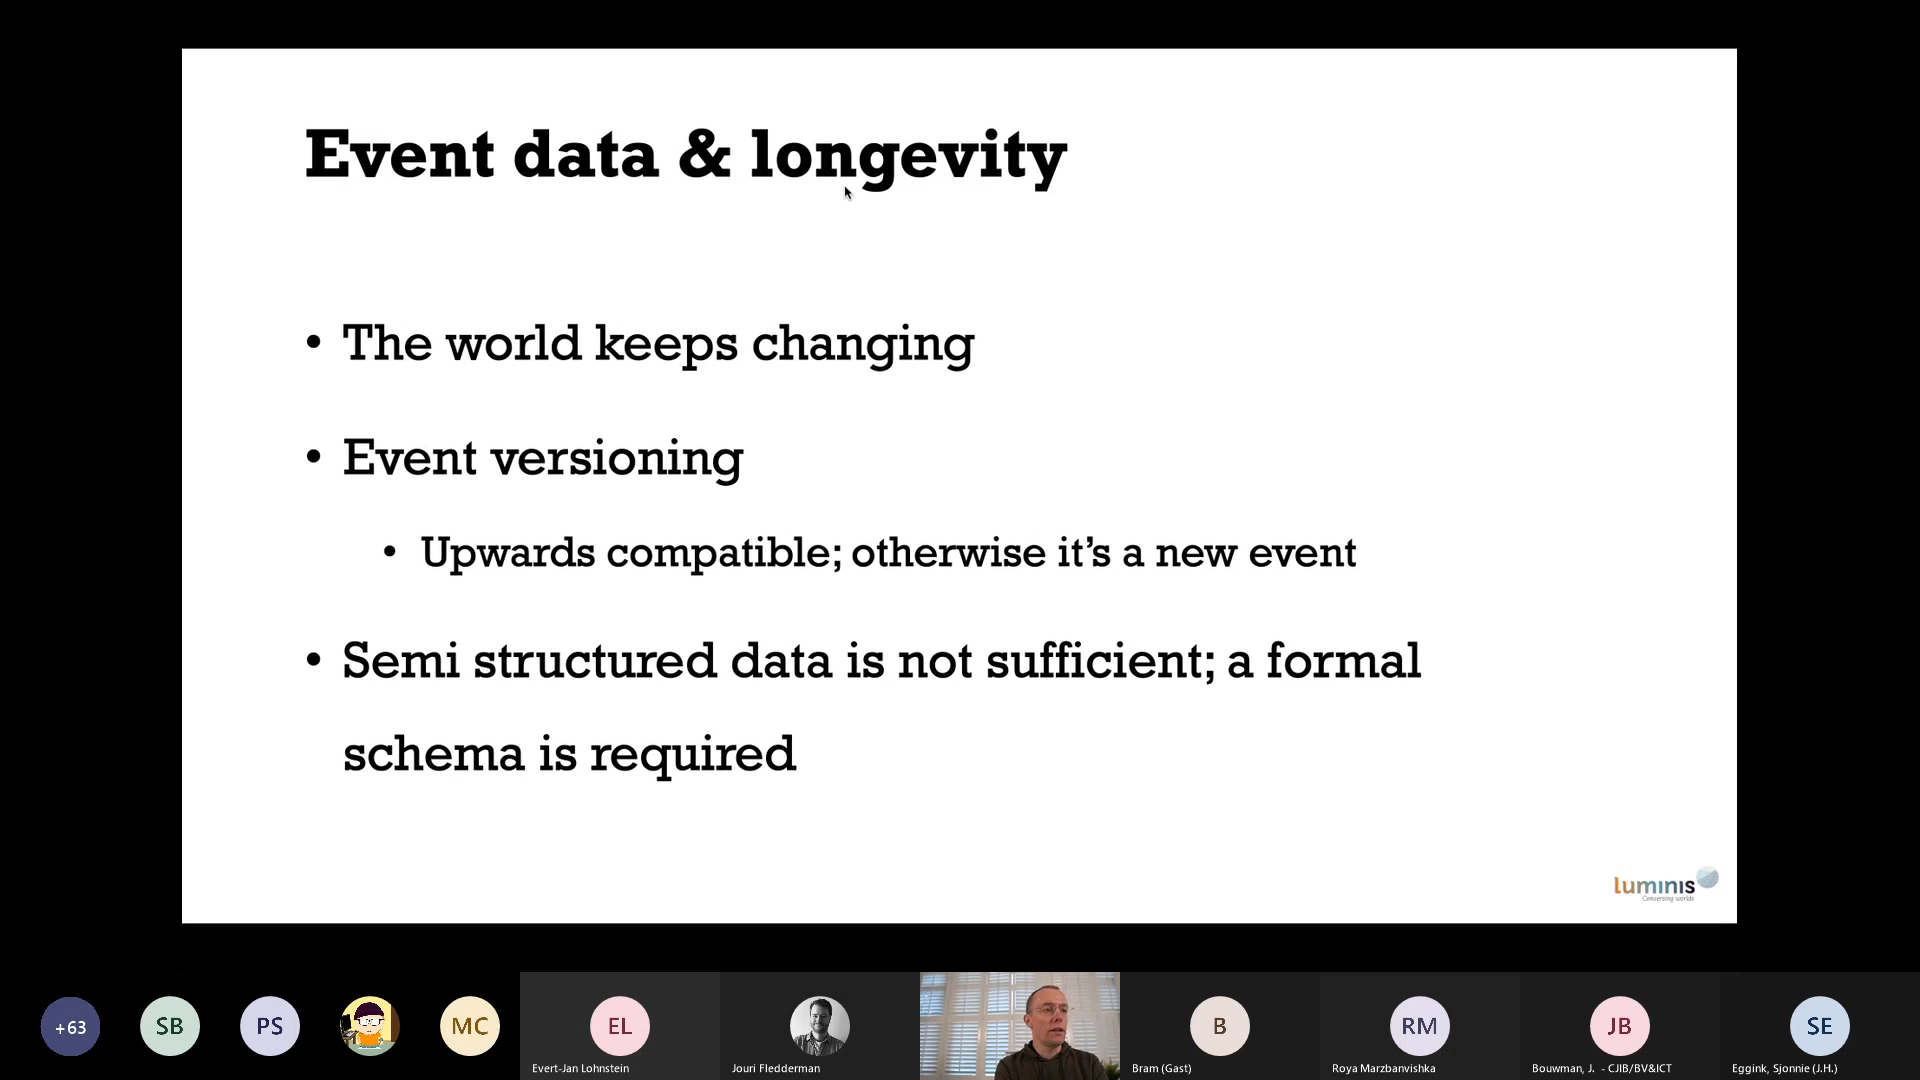 Event data & longevity
• The world keeps changing
• Event versioning
• Upwards compatible; otherwise it’s a new event
• Semi structured data is not sufficient; a formal
schema is required
luminis
Conversing worlds
+63
SB
PS
MC
EL
Evert-Jan Lohnstein
Jouri Fledderman
B
Bram (Gast)
RM
Roya Marzbanvishka
JB
Bouwman, J. - CJIB/BV&ICT
SE
Eggink, Sjonnie (J.H.)